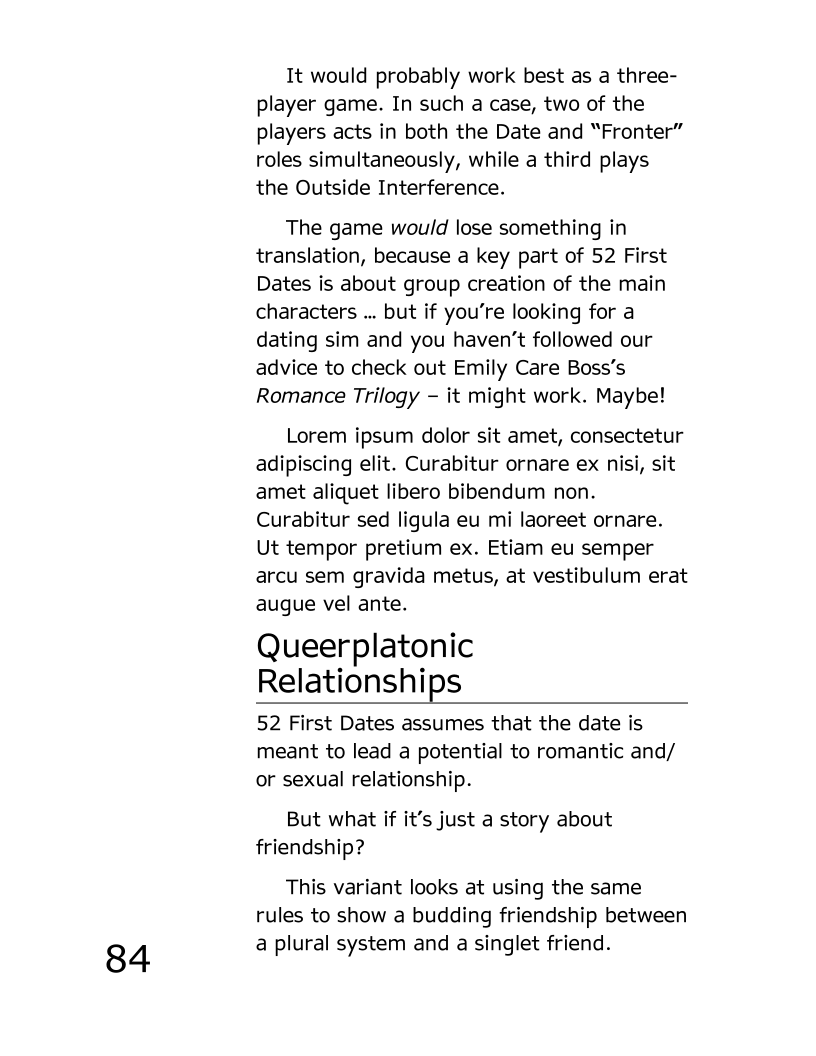 It would probably work best as a three-
player game. In such a case, two of the
players acts in both the Date and “Fronter”
roles simultaneously, while a third plays
the Outside Interference.
The game would lose something in
translation, because a key part of 52 First
Dates is about group creation of the main
characters … but if you’re looking for a
dating sim and you haven’t followed our
advice to check out Emily Care Boss’s
Romance Trilogy – it might work. Maybe!
Lorem ipsum dolor sit amet, consectetur
adipiscing elit. Curabitur ornare ex nisi, sit
amet aliquet libero bibendum non.
Curabitur sed ligula eu mi laoreet ornare.
Ut tempor pretium ex. Etiam eu semper
arcu sem gravida metus, at vestibulum erat
augue vel ante.
Queerplatonic
Relationships
52 First Dates assumes that the date is
meant to lead a potential to romantic and/
or sexual relationship.
But what if it’s just a story about
friendship?
This variant looks at using the same
rules to show a budding friendship between
a plural system and a singlet friend.
84